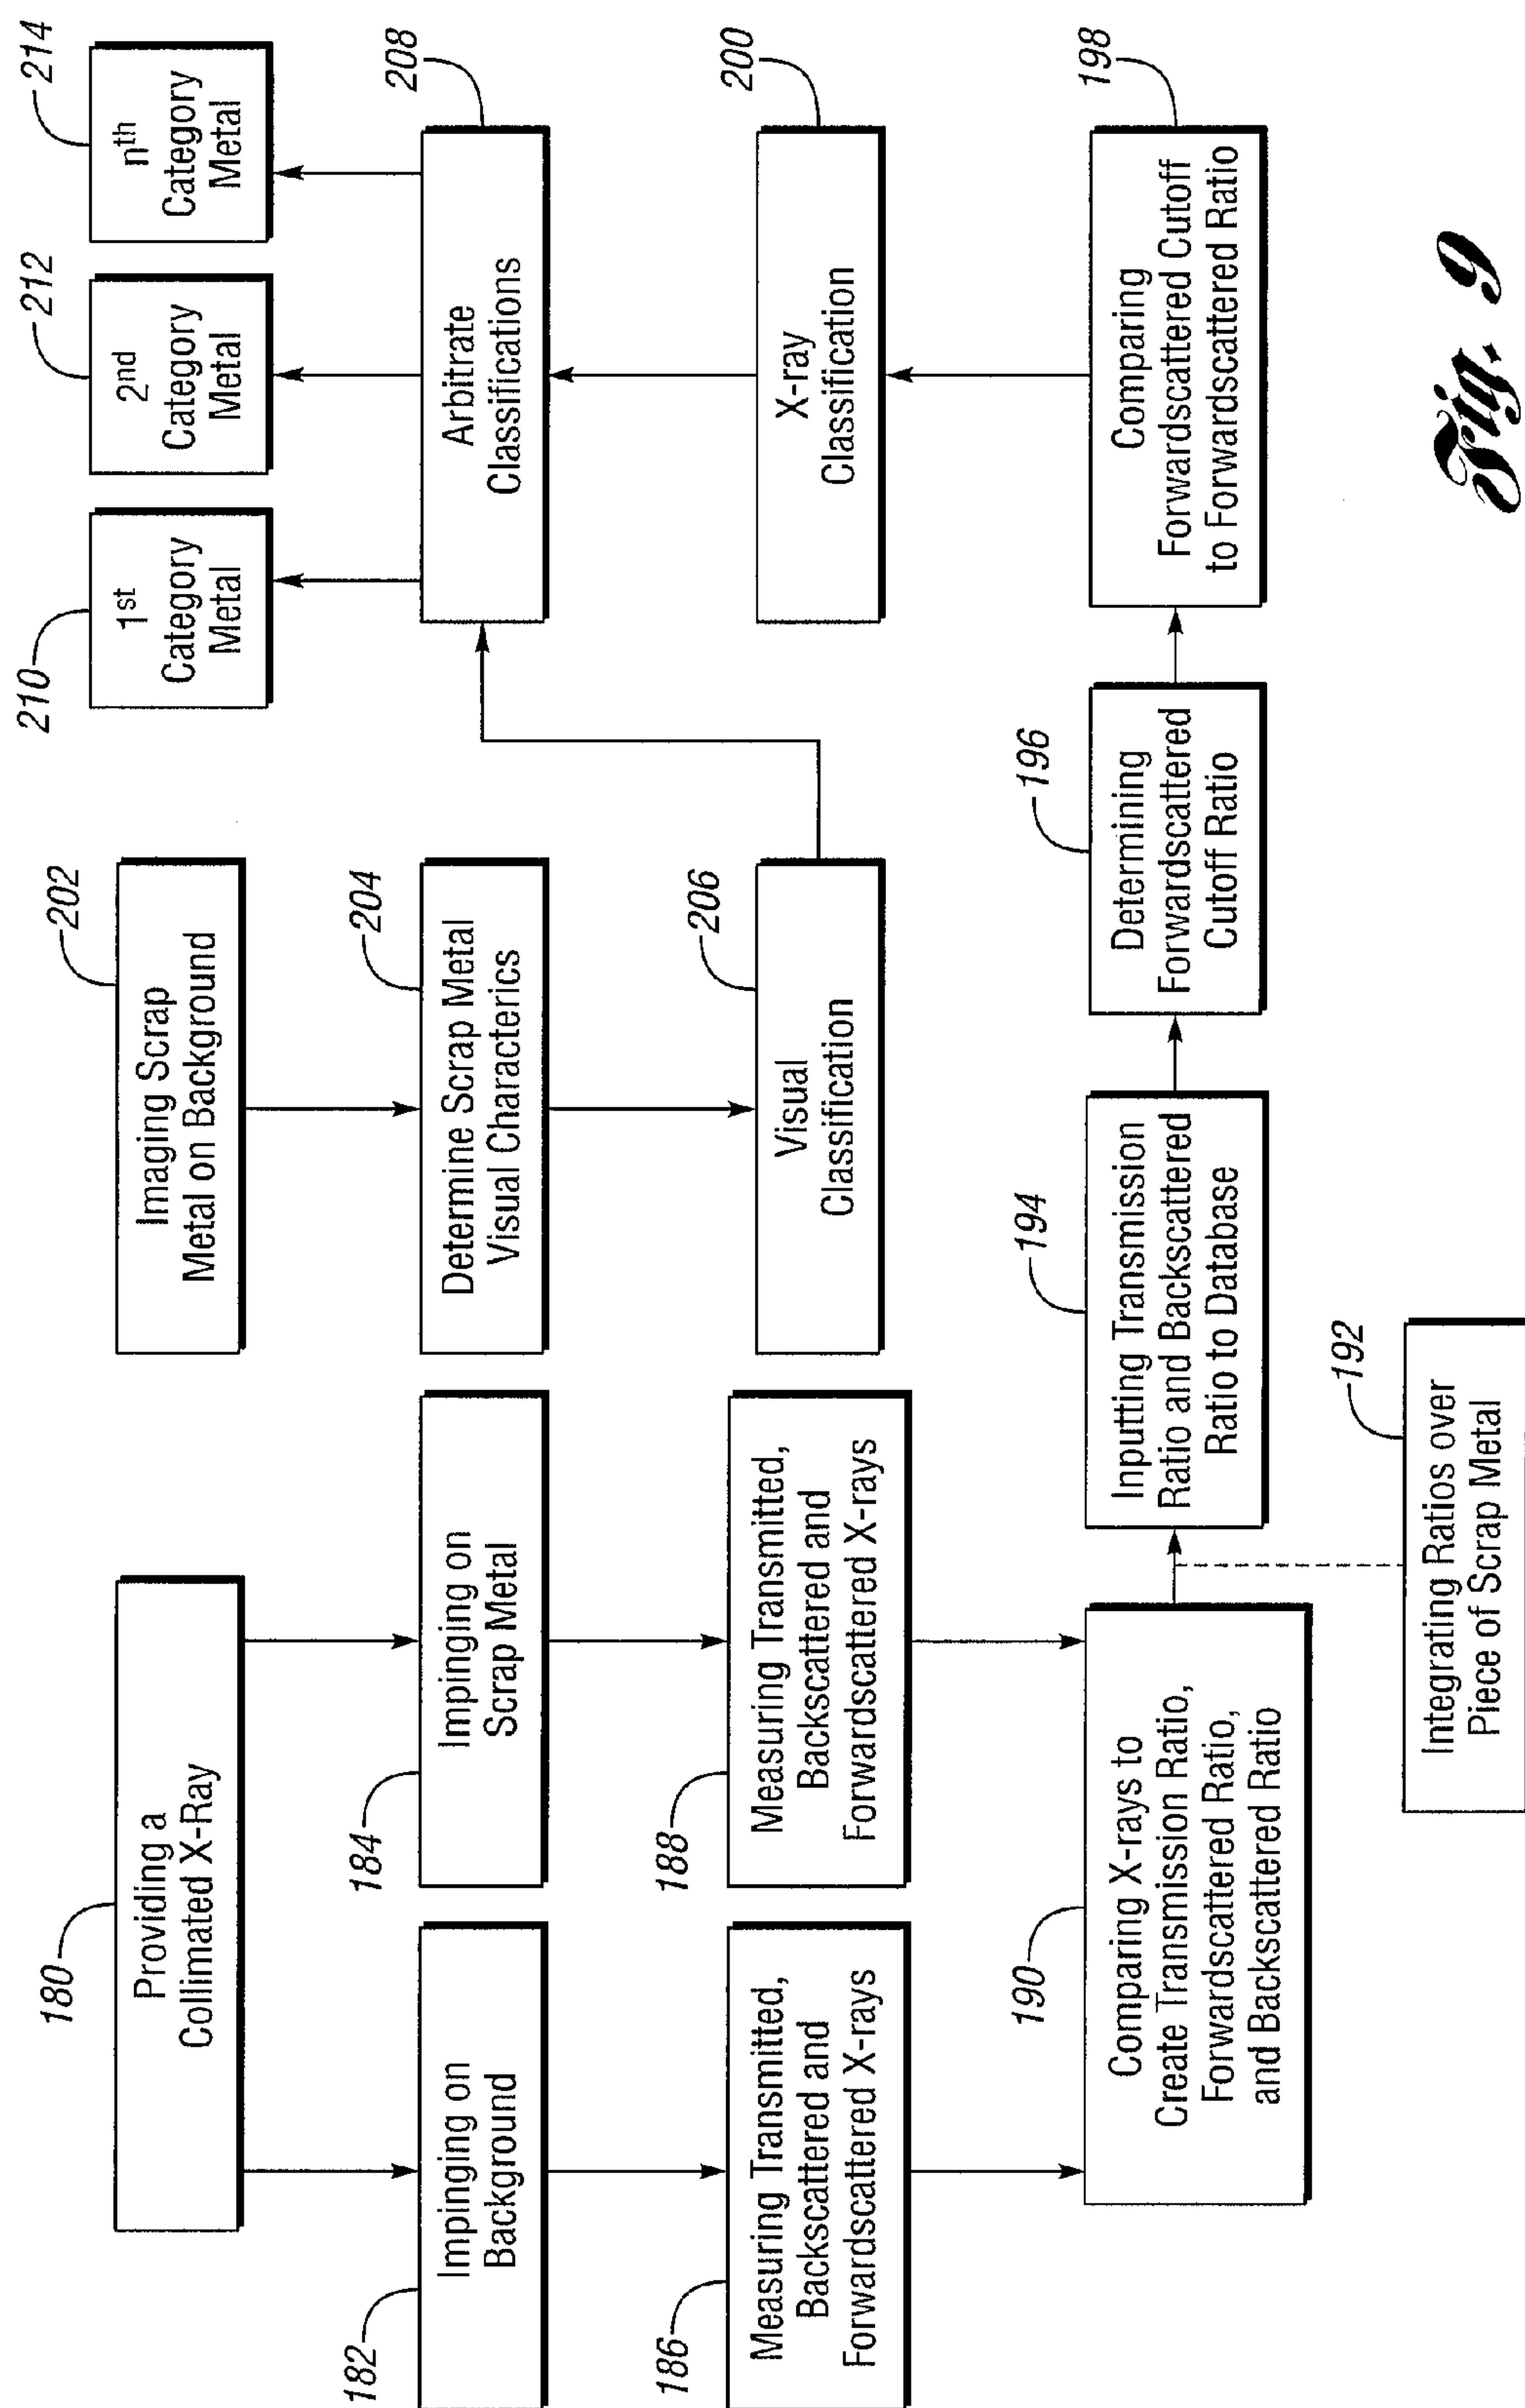 180
Providing a
Collimated X-Ray
182
Impinging on
Background
184
Impinging on
Scrap Metal
186
Measuring Transmitted,
Backscattered and
Forwardscattered X-rays
188
Measuring Transmitted,
Backscattered and
Forwardscattered X-rays
190
Comparing X-rays to
Create Transmission Ratio,
Forwardscattered Ratio,
and Backscattered Ratio
192
Integrating Ratios over
Piece of Scrap Metal
194
Inputting Transmission
Ratio and Backscattered
Ratio to Database
196
Determining
Forwardscattered
Cutoff Ratio
198
Comparing
Forwardscattered Cutoff
to Forwardscattered Ratio
200
X-ray
Classification
202
Imaging Scrap
Metal on Background
204
Determine Scrap Metal
Visual Characterics
206
Visual
Classification
208
Arbitrate
Classifications
210
1st
Category
Metal
212
2nd
Category
Metal
214
nth
Category
Metal
Fig. 9